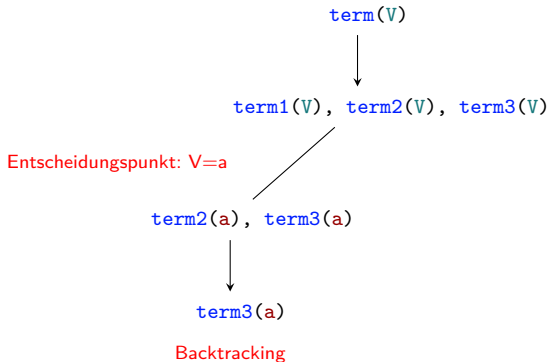 term(V)
term1(V), term2(V), term3(V)
Entscheidungspunkt: V=a
term2(a), term3(a)
term3(a)
Backtracking